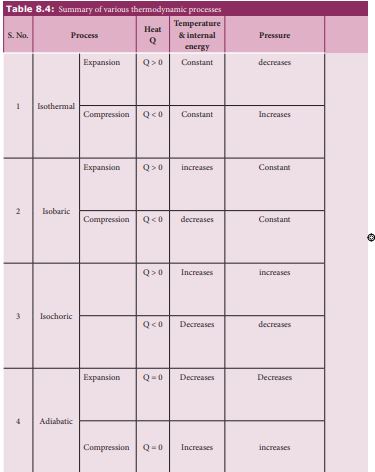 Table 8.4: Summary of various thermodynamic processes
S. No. Process Heat Q Temperature & internal energy Pressure
1 Isothermal Expansion Q > 0 Constant decreases
Compression Q < 0 Constant Increases
2 Isobaric Expansion Q > 0 increases Constant
Compression Q < 0 decreases Constant
3 Isochoric Q > 0 Increases increases
Q < 0 Decreases decreases
4 Adiabatic Expansion Q = 0 Decreases Decreases
Compression Q = 0 Increases increases